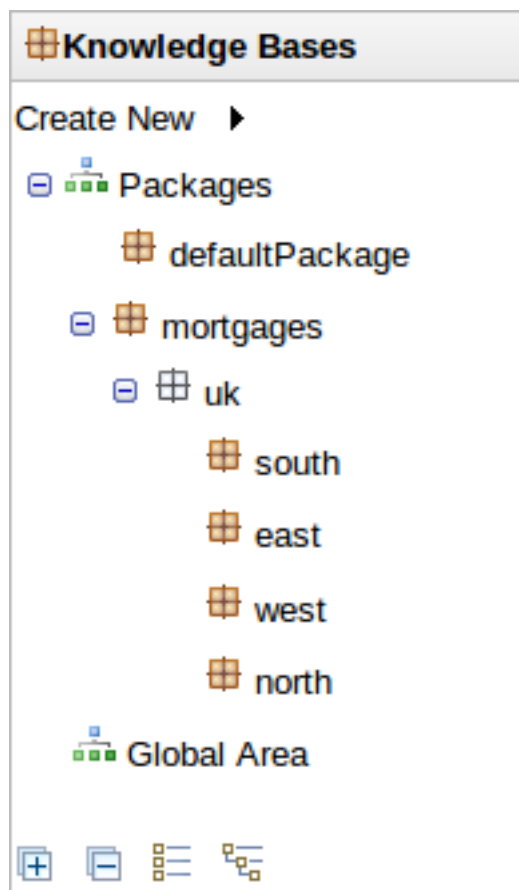 Knowledge Bases
Create New
Packages
defaultPackage
mortgages
uk
south
east
west
north
Global Area